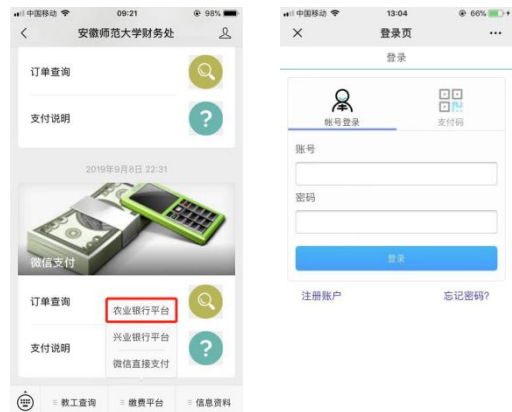 中国移动 09:21 98%
安徽师范大学财务处
订单查询
支付说明
?
2019年9月8日 22:31
微信支付
订单查询
农业银行平台
兴业银行平台
支付说明
?
微信直接支付
教工查询
缴费平台
信息资料
中国移动 13:04 66%
登录页
登录
帐号登录
支付码
账号
密码
登录
注册账户
忘记密码?